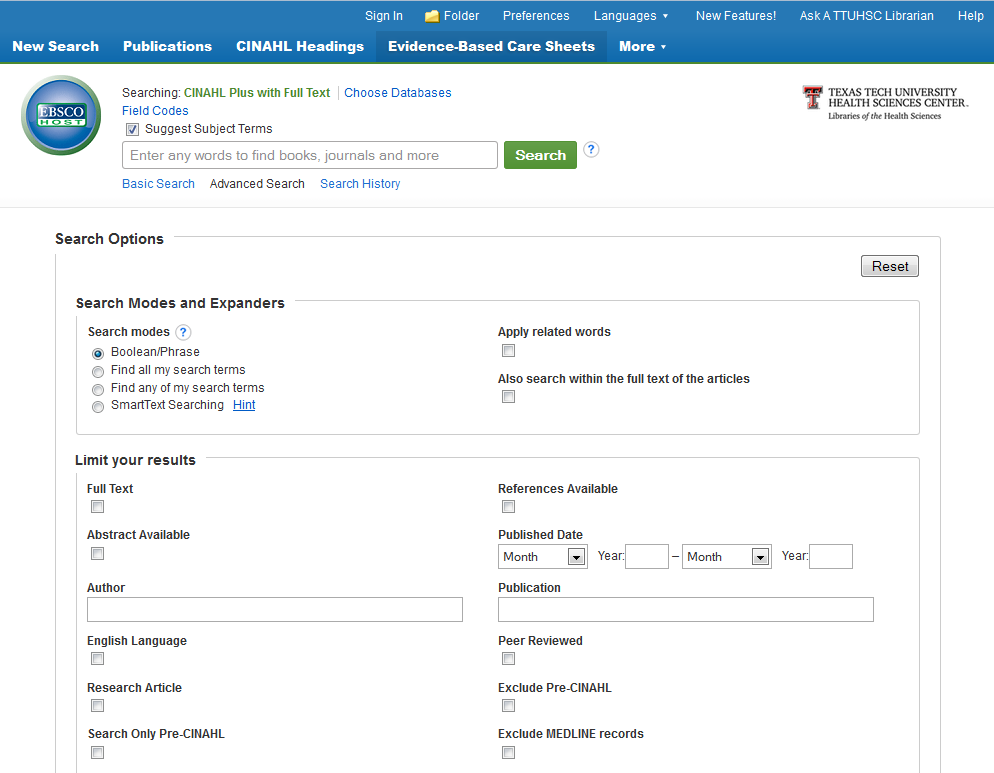 Sign In Folder Preferences Languages New Features! Ask A TTUHSC Librarian Help
New Search Publications CINAHL Headings Evidence-Based Care Sheets More
EBSCO
HOST
Searching: CINAHL Plus with Full Text Choose Databases
Field Codes
Suggest Subject Terms
Enter any words to find books, journals and more Search ?
Basic Search Advanced Search Search History
TEXAS TECH UNIVERSITY
HEALTH SCIENCES CENTER.
Libraries of the Health Sciences
Search Options
Reset
Search Modes and Expanders
Search modes ?
Boolean/Phrase
Find all my search terms
Find any of my search terms
SmartText Searching Hint
Apply related words
Also search within the full text of the articles
Limit your results
Full Text References Available
Abstract Available Published Date
Month Year: – Month Year:
Author Publication
English Language Peer Reviewed
Research Article Exclude Pre-CINAHL
Search Only Pre-CINAHL Exclude MEDLINE records